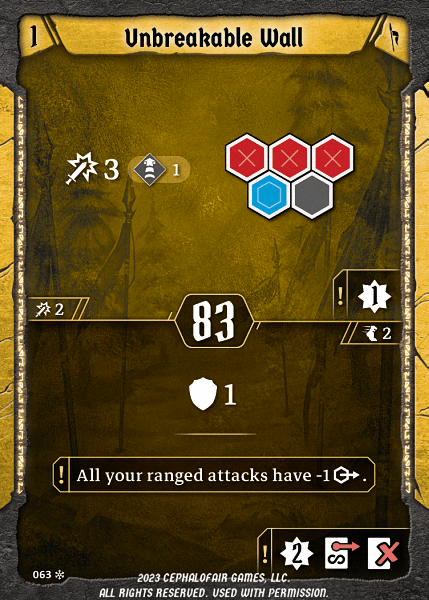 1 Unbreakable Wall
3 1
! 1
2
83
2
1
! All your ranged attacks have -1 .
! 2
063
2023 CEPHALOFAIR GAMES, LLC.
ALL RIGHTS RESERVED. USED WITH PERMISSION.